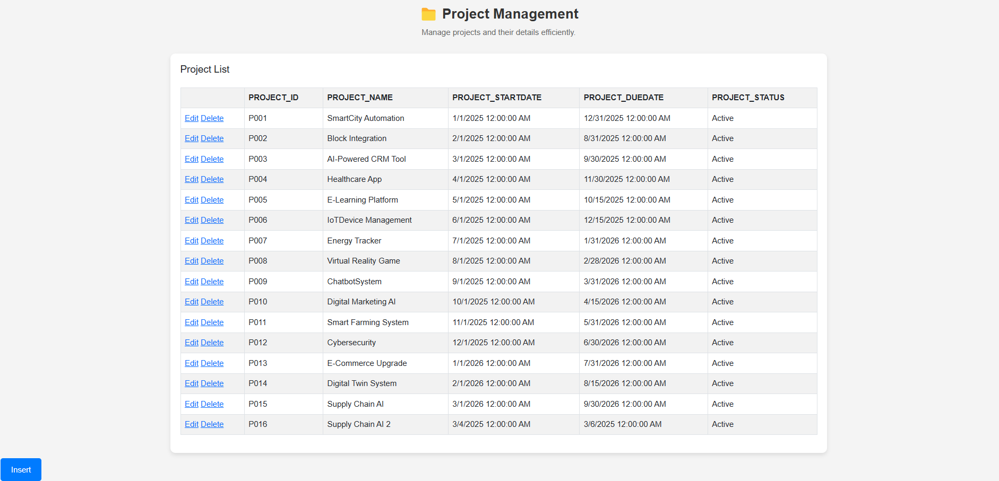 Project Management
Manage projects and their details efficiently.
Project List
PROJECT_ID PROJECT_NAME PROJECT_STARTDATE PROJECT_DUEDATE PROJECT_STATUS
Edit Delete P001 SmartCity Automation 1/1/2025 12:00:00 AM 12/31/2025 12:00:00 AM Active
Edit Delete P002 Block Integration 2/1/2025 12:00:00 AM 8/31/2025 12:00:00 AM Active
Edit Delete P003 AI-Powered CRM Tool 3/1/2025 12:00:00 AM 9/30/2025 12:00:00 AM Active
Edit Delete P004 Healthcare App 4/1/2025 12:00:00 AM 11/30/2025 12:00:00 AM Active
Edit Delete P005 E-Learning Platform 5/1/2025 12:00:00 AM 10/15/2025 12:00:00 AM Active
Edit Delete P006 IoTDevice Management 6/1/2025 12:00:00 AM 12/15/2025 12:00:00 AM Active
Edit Delete P007 Energy Tracker 7/1/2025 12:00:00 AM 1/31/2026 12:00:00 AM Active
Edit Delete P008 Virtual Reality Game 8/1/2025 12:00:00 AM 2/28/2026 12:00:00 AM Active
Edit Delete P009 ChatbotSystem 9/1/2025 12:00:00 AM 3/31/2026 12:00:00 AM Active
Edit Delete P010 Digital Marketing AI 10/1/2025 12:00:00 AM 4/15/2026 12:00:00 AM Active
Edit Delete P011 Smart Farming System 11/1/2025 12:00:00 AM 5/31/2026 12:00:00 AM Active
Edit Delete P012 Cybersecurity 12/1/2025 12:00:00 AM 6/30/2026 12:00:00 AM Active
Edit Delete P013 E-Commerce Upgrade 1/1/2026 12:00:00 AM 7/31/2026 12:00:00 AM Active
Edit Delete P014 Digital Twin System 2/1/2026 12:00:00 AM 8/15/2026 12:00:00 AM Active
Edit Delete P015 Supply Chain AI 3/1/2026 12:00:00 AM 9/30/2026 12:00:00 AM Active
Edit Delete P016 Supply Chain AI 2 3/4/2025 12:00:00 AM 3/6/2025 12:00:00 AM Active
Insert